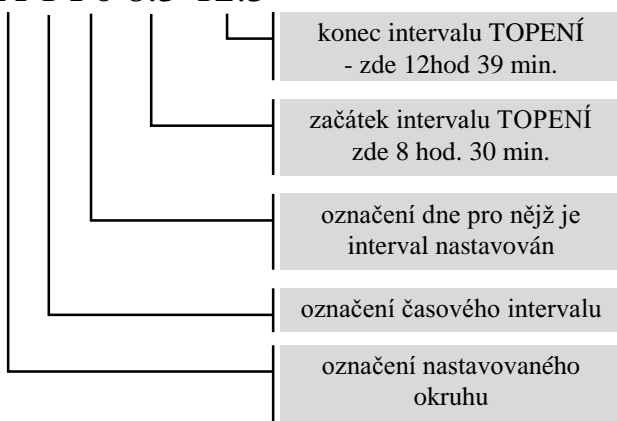 konec intervalu TOPENÍ
- zde 12hod 39 min.
začátek intervalu TOPENÍ
zde 8 hod. 30 min.
označení dne pro nějž je
interval nastavován
označení časového intervalu
označení nastavovaného
okruhu